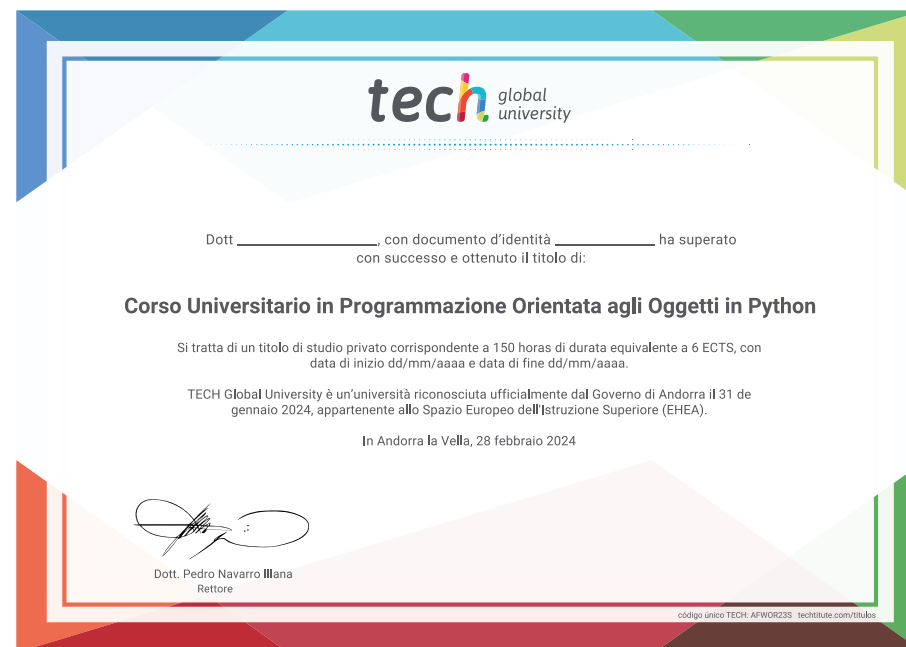 tech global university
Dott ____________, con documento d'identità ____________ ha superato
con successo e ottenuto il titolo di:
Corso Universitario in Programmazione Orientata agli Oggetti in Python
Si tratta di un titolo di studio privato corrispondente a 150 horas di durata equivalente a 6 ECTS, con
data di inizio dd/mm/aaaa e data di fine dd/mm/aaaa.
TECH Global University è un'università riconosciuta ufficialmente dal Governo di Andorra il 31 de
gennaio 2024, appartenente allo Spazio Europeo dell'Istruzione Superiore (EHEA).
In Andorra la Vella, 28 febbraio 2024
Dott. Pedro Navarro Illana
Rettore
código único TECH: AFWOR23S techtitute.com/titulos